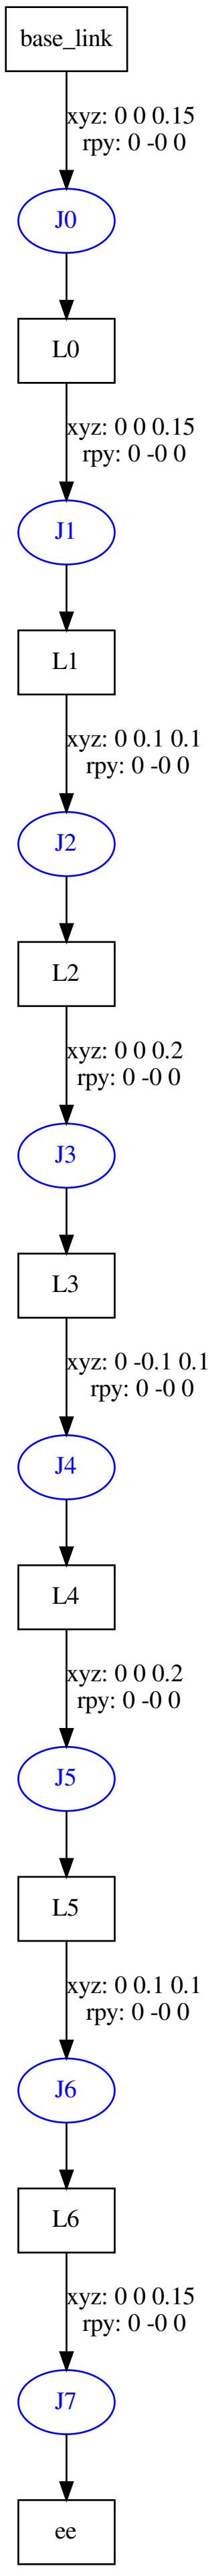 base_link
xyz: 0 0 0.15
rpy: 0 -0 0
J0
L0
xyz: 0 0 0.15
rpy: 0 -0 0
J1
L1
xyz: 0 0.1 0.1
rpy: 0 -0 0
J2
L2
xyz: 0 0 0.2
rpy: 0 -0 0
J3
L3
xyz: 0 -0.1 0.1
rpy: 0 -0 0
J4
L4
xyz: 0 0 0.2
rpy: 0 -0 0
J5
L5
xyz: 0 0.1 0.1
rpy: 0 -0 0
J6
L6
xyz: 0 0 0.15
rpy: 0 -0 0
J7
ee